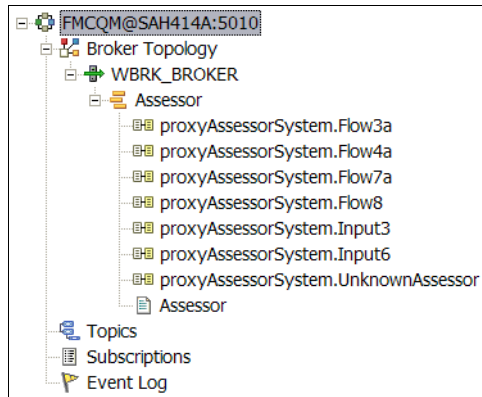 FMCQM@SAH414A:5010
Broker Topology
WBRK_BROKER
Assessor
proxyAssessorSystem.Flow3a
proxyAssessorSystem.Flow4a
proxyAssessorSystem.Flow7a
proxyAssessorSystem.Flow8
proxyAssessorSystem.Input3
proxyAssessorSystem.Input6
proxyAssessorSystem.UnknownAssessor
Assessor
Topics
Subscriptions
Event Log